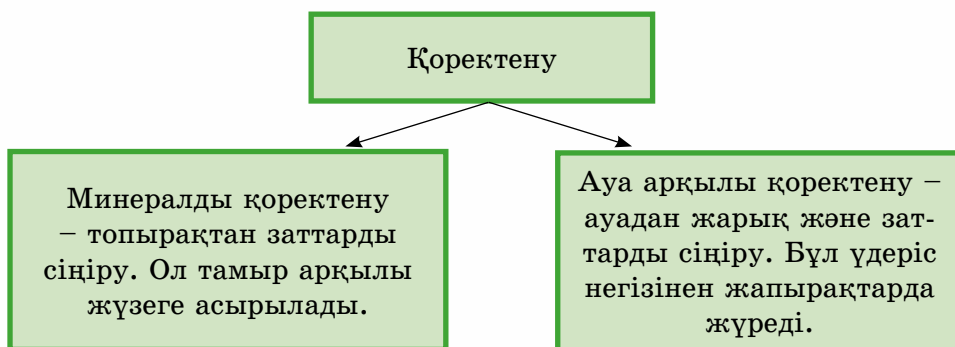 Қоректену
Минералды қоректену
– топырақтан заттарды
сіңіру. Ол тамыр арқылы
жүзеге асырылады.
Ауа арқылы қоректену –
ауадан жарық және зат-
тарды сіңіру. Бұл үдеріс
негізінен жапырақтарда
жүреді.